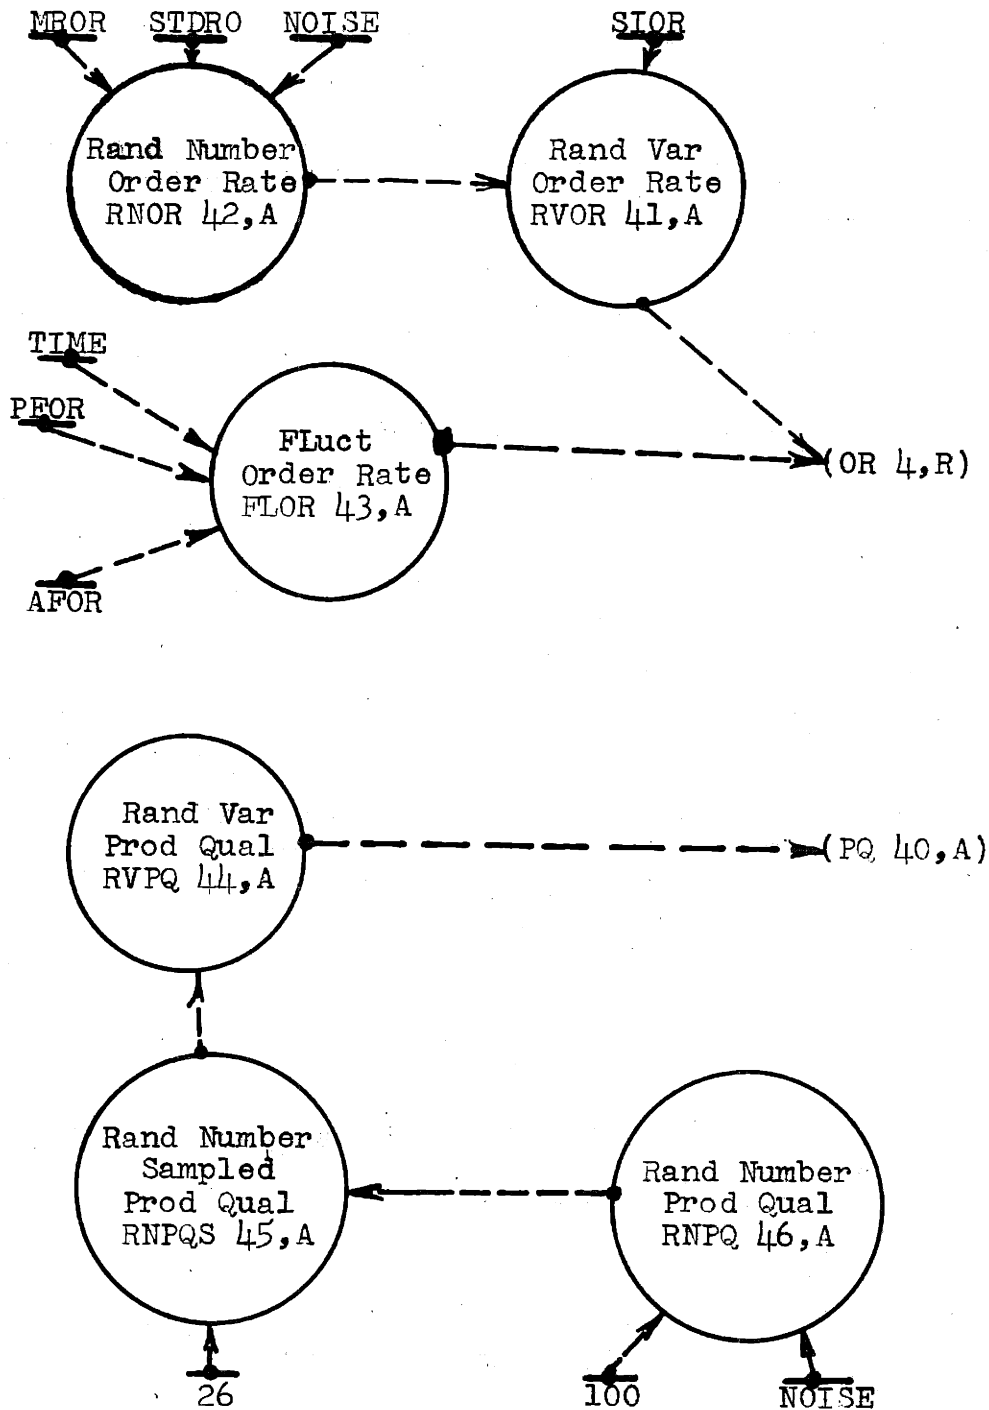 MROR STDRO NOISE SIOR
Rand Number
Order Rate
RNOR 42,A
Rand Var
Order Rate
RVOR 41,A
TIME
PFOR
AFOR
FLuct
Order Rate
FLOR 43,A
(OR 4,R)
Rand Var
Prod Qual
RVPQ 44,A
(PQ 40,A)
Rand Number
Sampled
Prod Qual
RNPQS 45,A
Rand Number
Prod Qual
RNPQ 46,A
26
100
NOISE